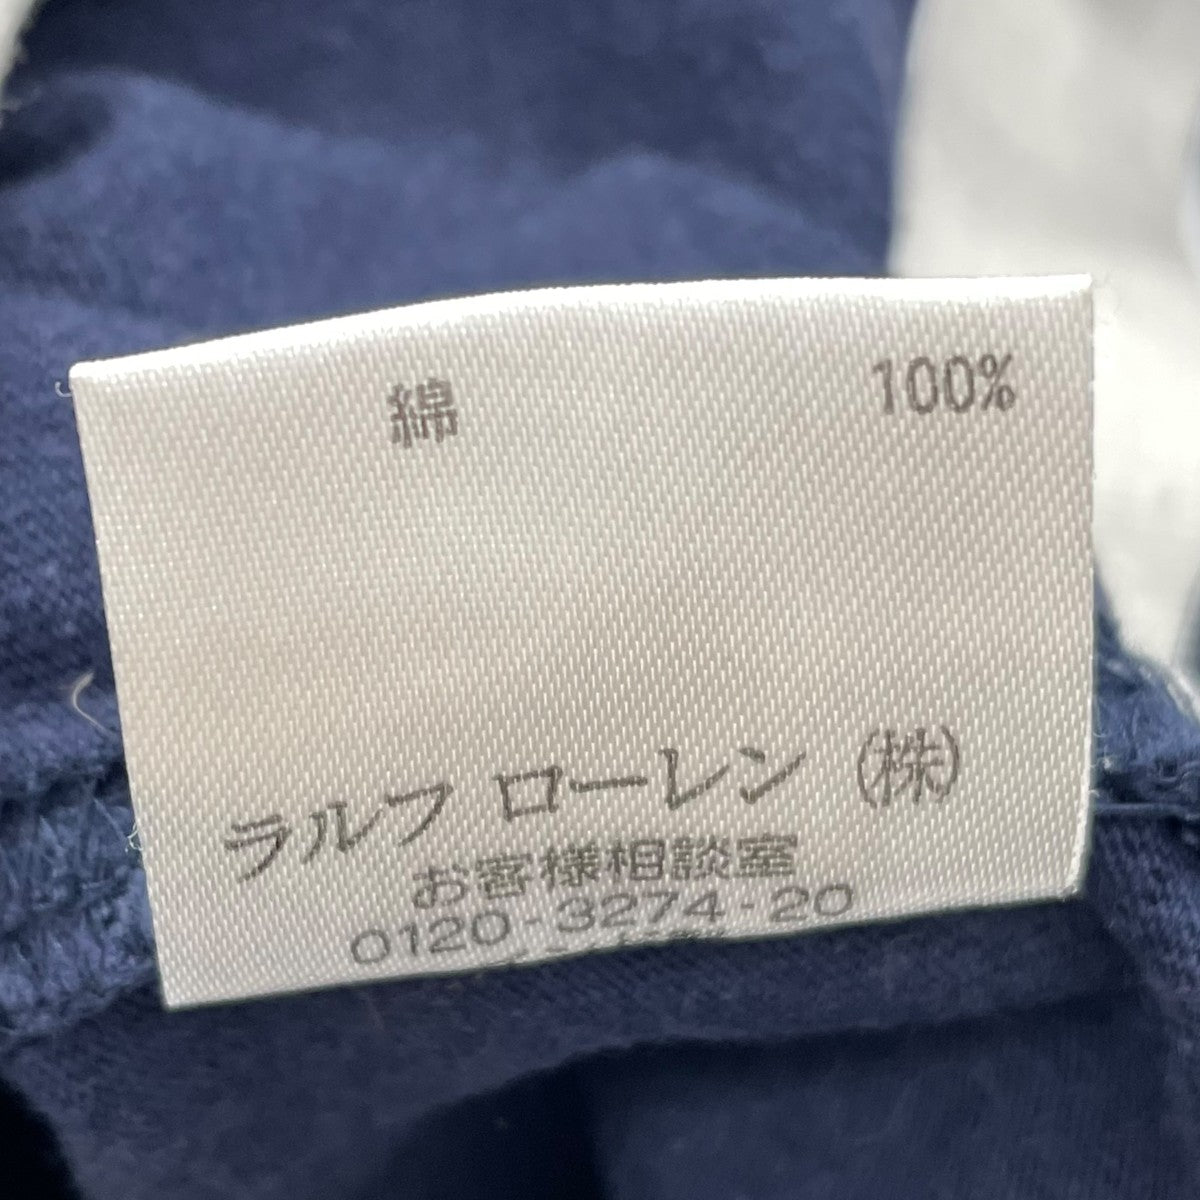 綿 100%
ラルフ ローレン (株)
お客様相談室
0120-3274-20